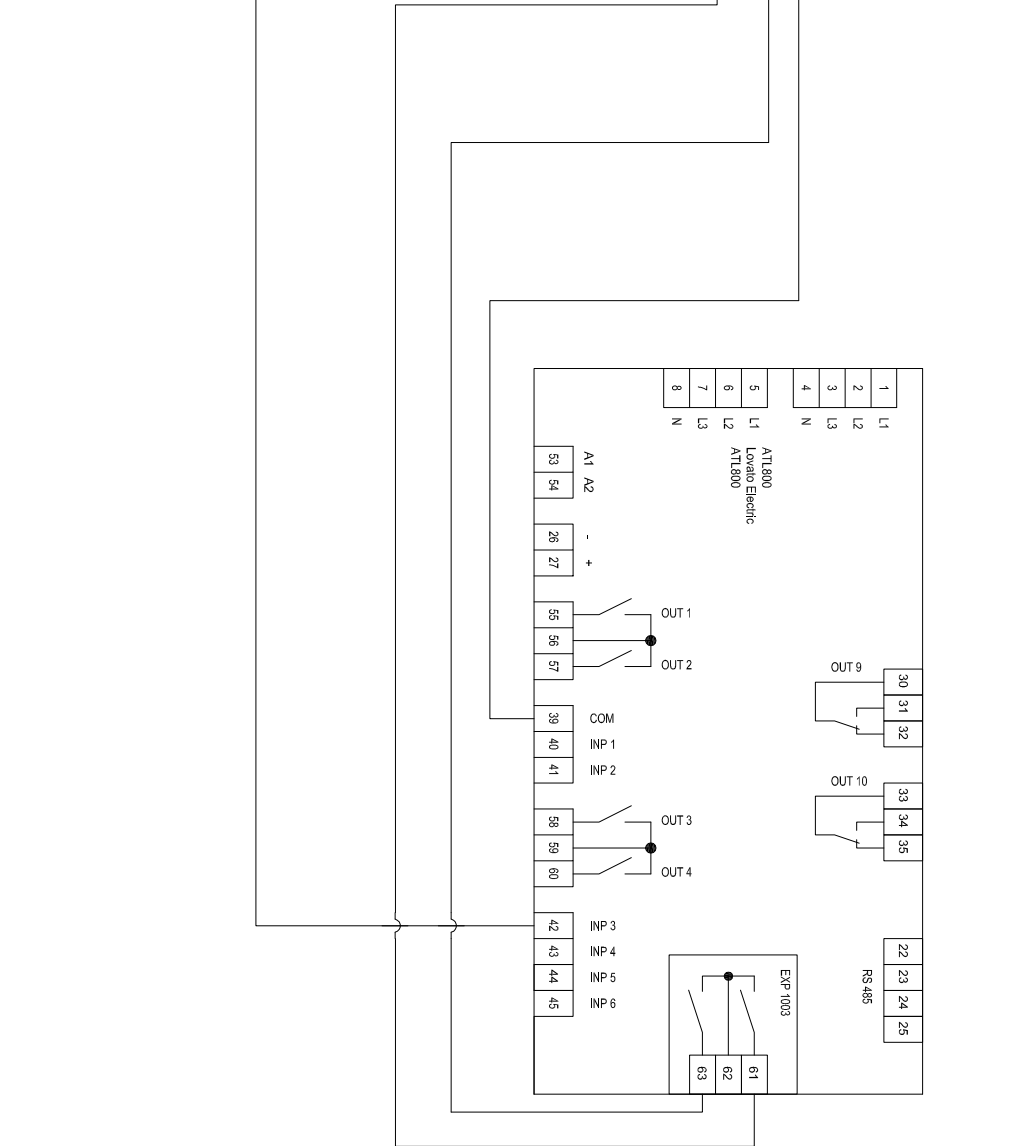 8 7 6 5 4 3 2 1
N L3 L2 L1 N L3 L2 L1
ATL800
Lovato Electric
ATL800
53 A1
54 A2
26 -
27 +
55 OUT 1
56
57 OUT 2
OUT 9
30
31
32
39 COM
40 INP 1
41 INP 2
OUT 10
33
34
35
58 OUT 3
59
60 OUT 4
42 INP 3
43 INP 4
44 INP 5
45 INP 6
RS 485
22
23
24
25
EXP 1003
63 62 61